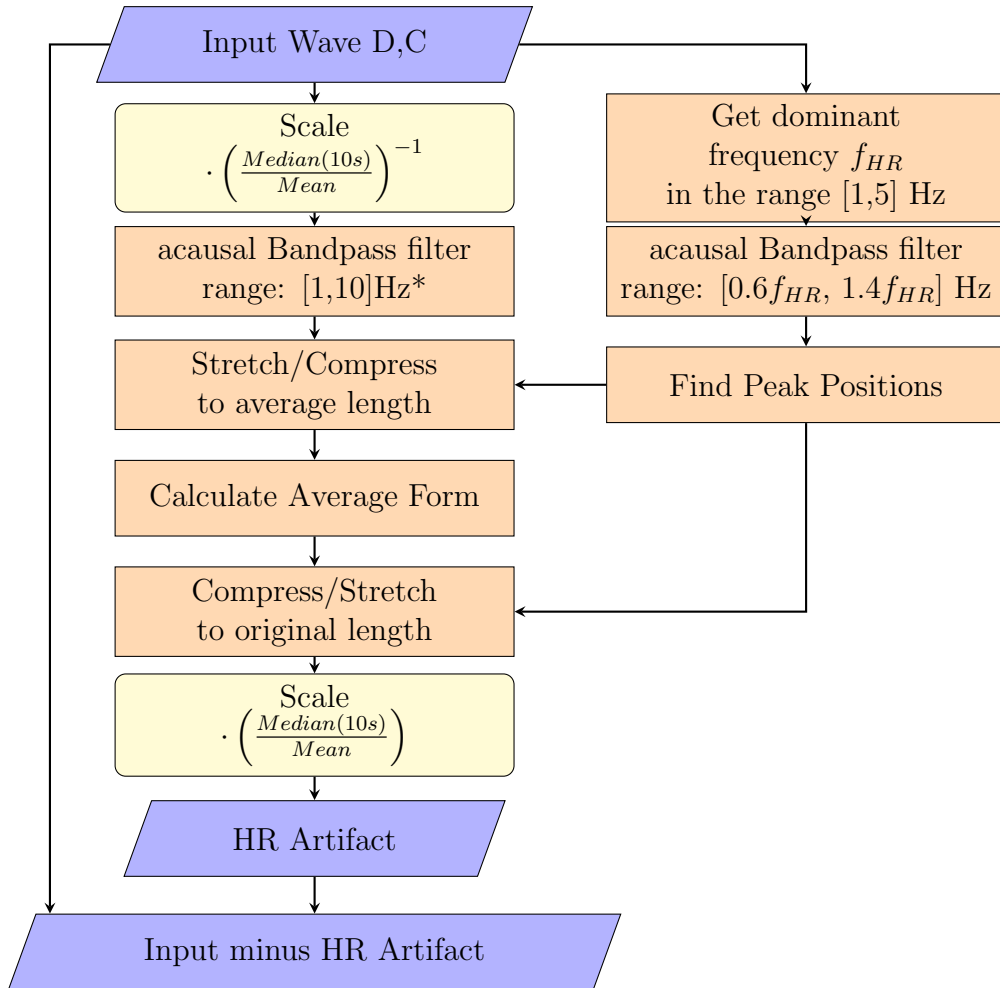 Input Wave D,C
Scale
· (Median(10s)/Mean)^−1
acausal Bandpass filter
range: [1,10]Hz*
Stretch/Compress
to average length
Calculate Average Form
Compress/Stretch
to original length
Scale
· (Median(10s)/Mean)
HR Artifact
Input minus HR Artifact
Get dominant
frequency f_HR
in the range [1,5] Hz
acausal Bandpass filter
range: [0.6f_HR, 1.4f_HR] Hz
Find Peak Positions